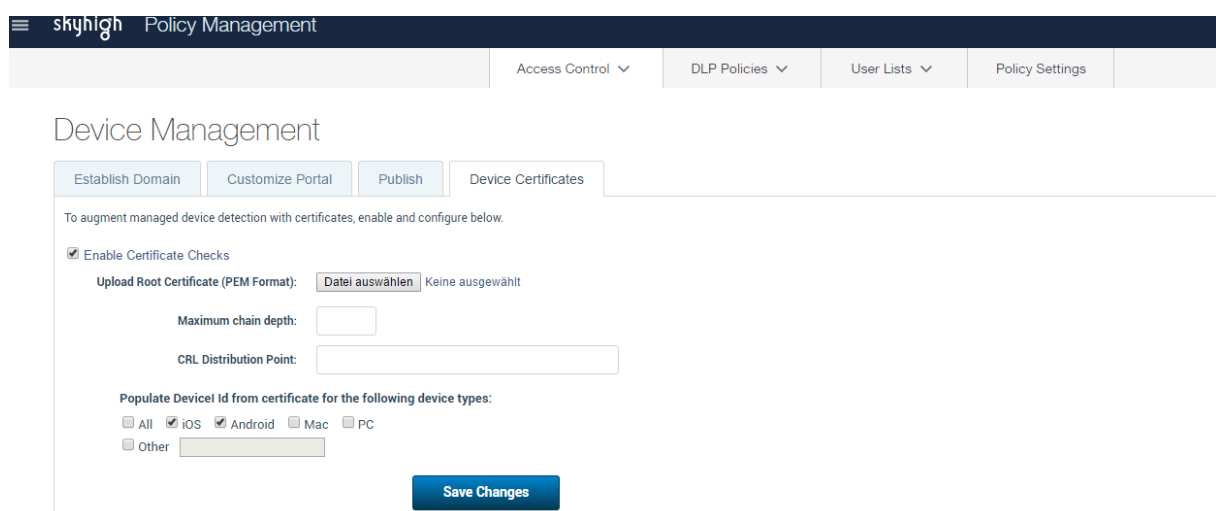 skyhigh Policy Management
Access Control DLP Policies User Lists Policy Settings
Device Management
Establish Domain Customize Portal Publish Device Certificates
To augment managed device detection with certificates, enable and configure below.
Enable Certificate Checks
Upload Root Certificate (PEM Format): Datei auswählen Keine ausgewählt
Maximum chain depth:
CRL Distribution Point:
Populate DeviceI Id from certificate for the following device types:
All iOS Android Mac PC
Other
Save Changes